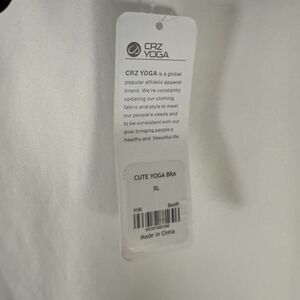 CRZ
YOGA
CRZ YOGA is a global
popular athletic apparel
brand. We're constantly
updating our clothing
fabric and style to meet
our people's needs and
to be consistent with our
goal bringing people's
healthy and beautiful life.
CUTE YOGA BRA
XL
Made in China